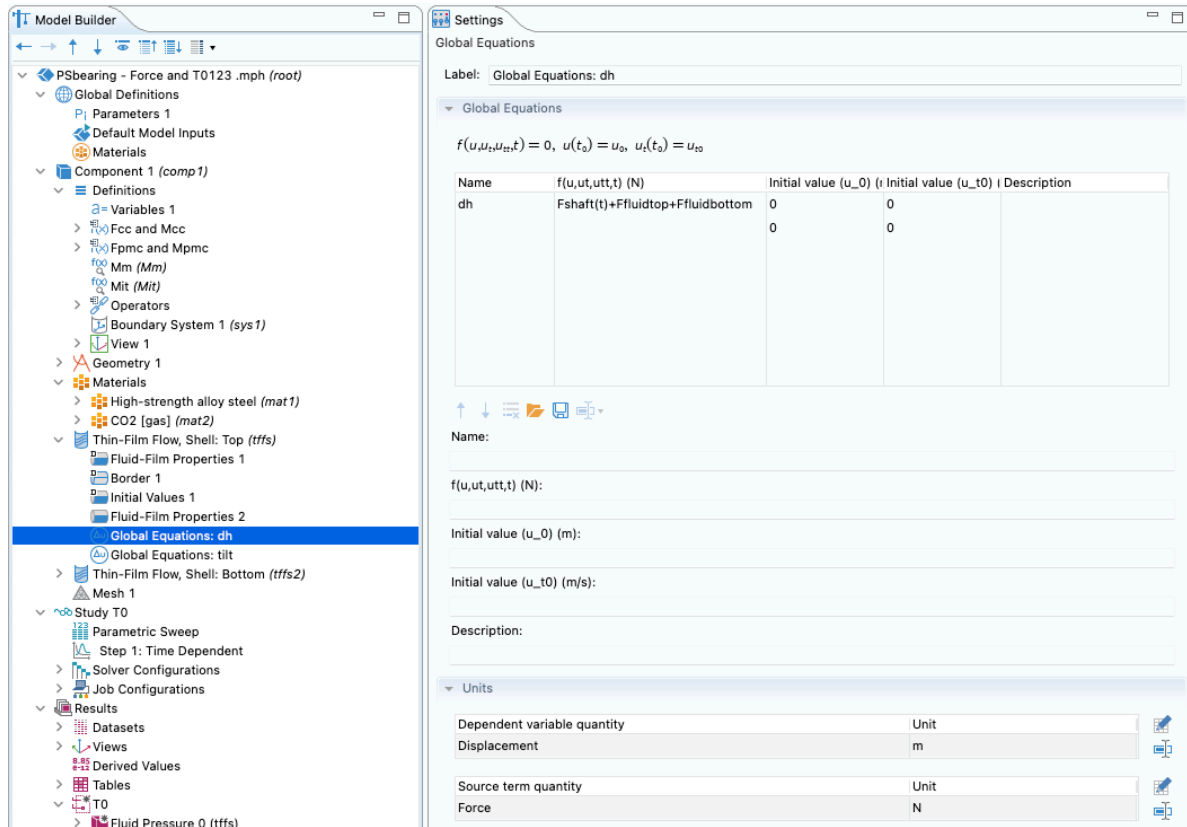 Model Builder
PSbearing - Force and T0123 .mph (root)
Global Definitions
Pi Parameters 1
Default Model Inputs
Materials
Component 1 (comp1)
Definitions
a= Variables 1
Fcc and Mcc
Fpmc and Mpmc
Mm (Mm)
Mit (Mit)
Operators
Boundary System 1 (sys1)
View 1
Geometry 1
Materials
High-strength alloy steel (mat1)
CO2 [gas] (mat2)
Thin-Film Flow, Shell: Top (tffs)
Fluid-Film Properties 1
Border 1
Initial Values 1
Fluid-Film Properties 2
Global Equations: dh
Global Equations: tilt
Thin-Film Flow, Shell: Bottom (tffs2)
Mesh 1
Study T0
Parametric Sweep
Step 1: Time Dependent
Solver Configurations
Job Configurations
Results
Datasets
Views
Derived Values
Tables
T0
Fluid Pressure 0 (tffs)
Settings
Global Equations
Label: Global Equations: dh
Global Equations
f(u,uₜ,uₜₜ,t) = 0, u(t₀) = u₀, uₜ(t₀) = uₜ₀
Name f(u,ut,utt,t) (N) Initial value (u_0) (r Initial value (u_t0) ( Description
dh Fshaft(t)+Ffluidtop+Ffluidbottom 0 0
0 0
Name:
f(u,ut,utt,t) (N):
Initial value (u_0) (m):
Initial value (u_t0) (m/s):
Description:
Units
Dependent variable quantity Unit
Displacement m
Source term quantity Unit
Force N